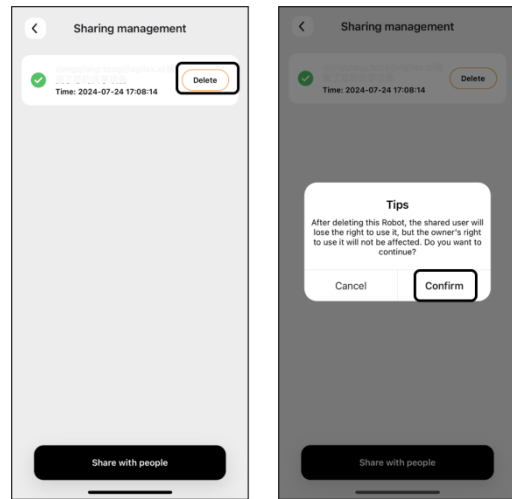 Sharing management
Delete
Time: 2024-07-24 17:08:14
Share with people
Sharing management
Delete
Time: 2024-07-24 17:08:14
Tips
After deleting this Robot, the shared user will
lose the right to use it, but the owner's right
to use it will not be affected. Do you want to
continue?
Cancel
Confirm
Share with people